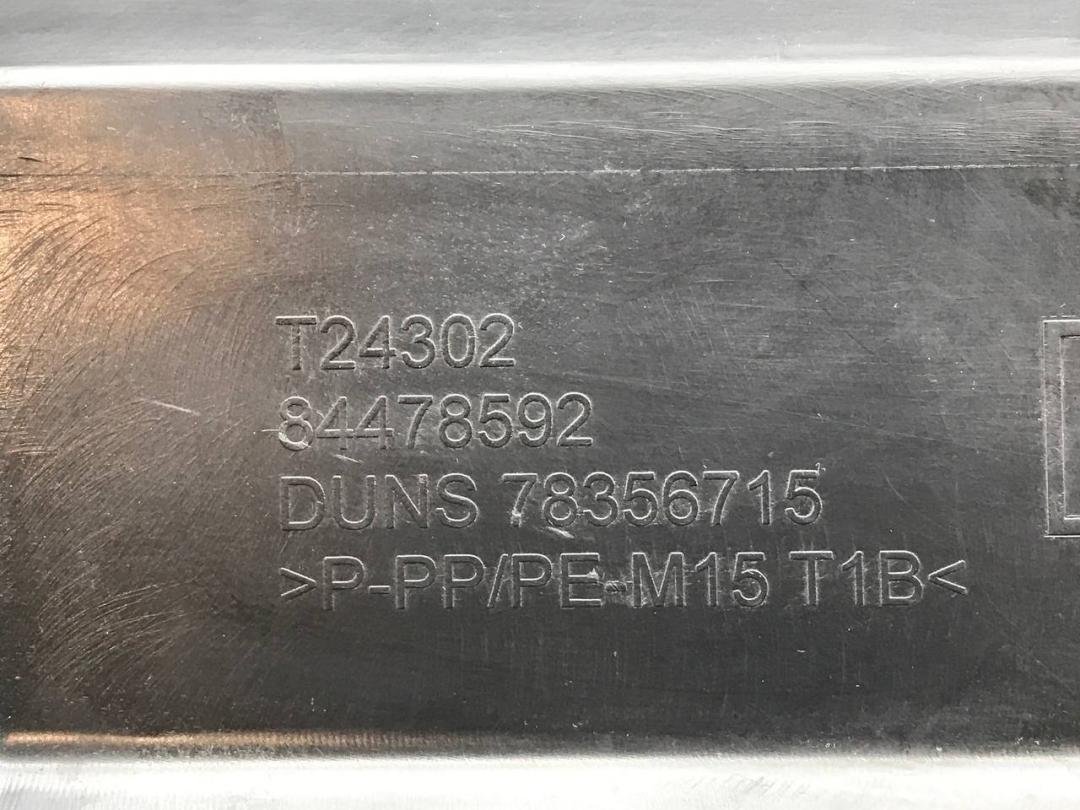 T24302
84478592
DUNS 78356715
>P-PP/PE-M15 T1B<